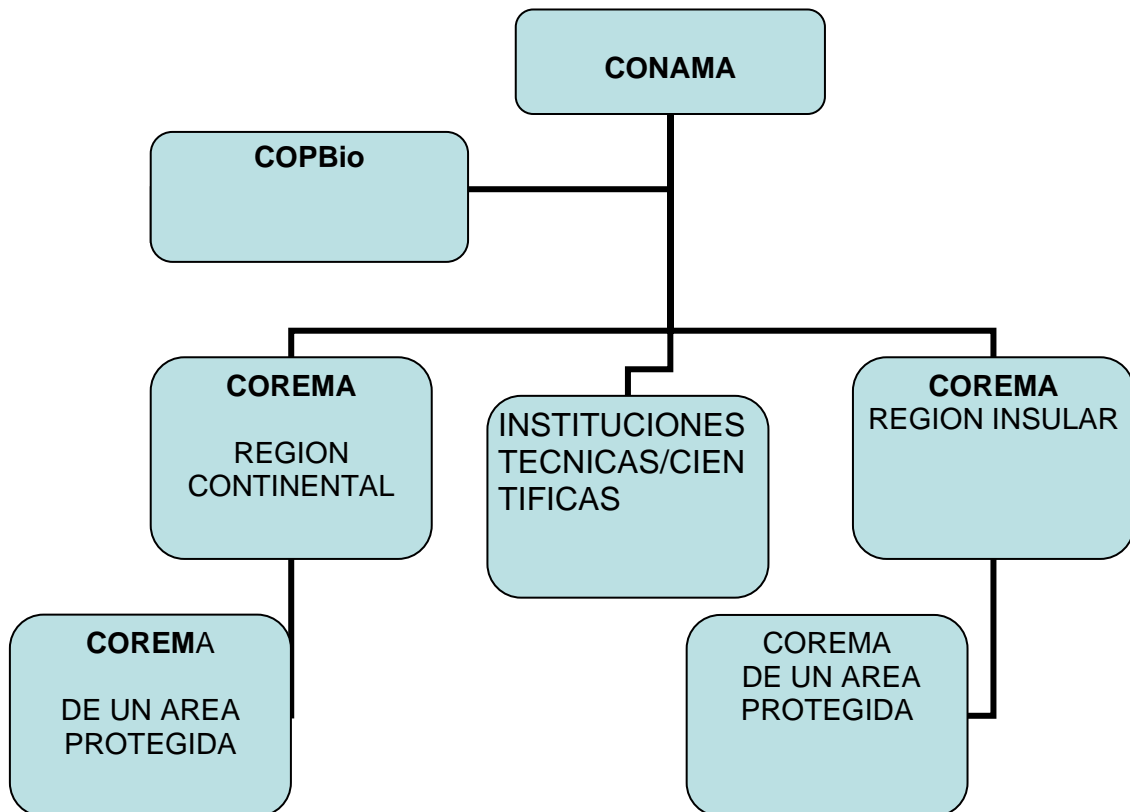 CONAMA
COPBio
COREMA
REGION
CONTINENTAL
INSTITUCIONES
TECNICAS/CIEN
TIFICAS
COREMA
REGION INSULAR
COREMA
DE UN AREA
PROTEGIDA
COREMA
DE UN AREA
PROTEGIDA